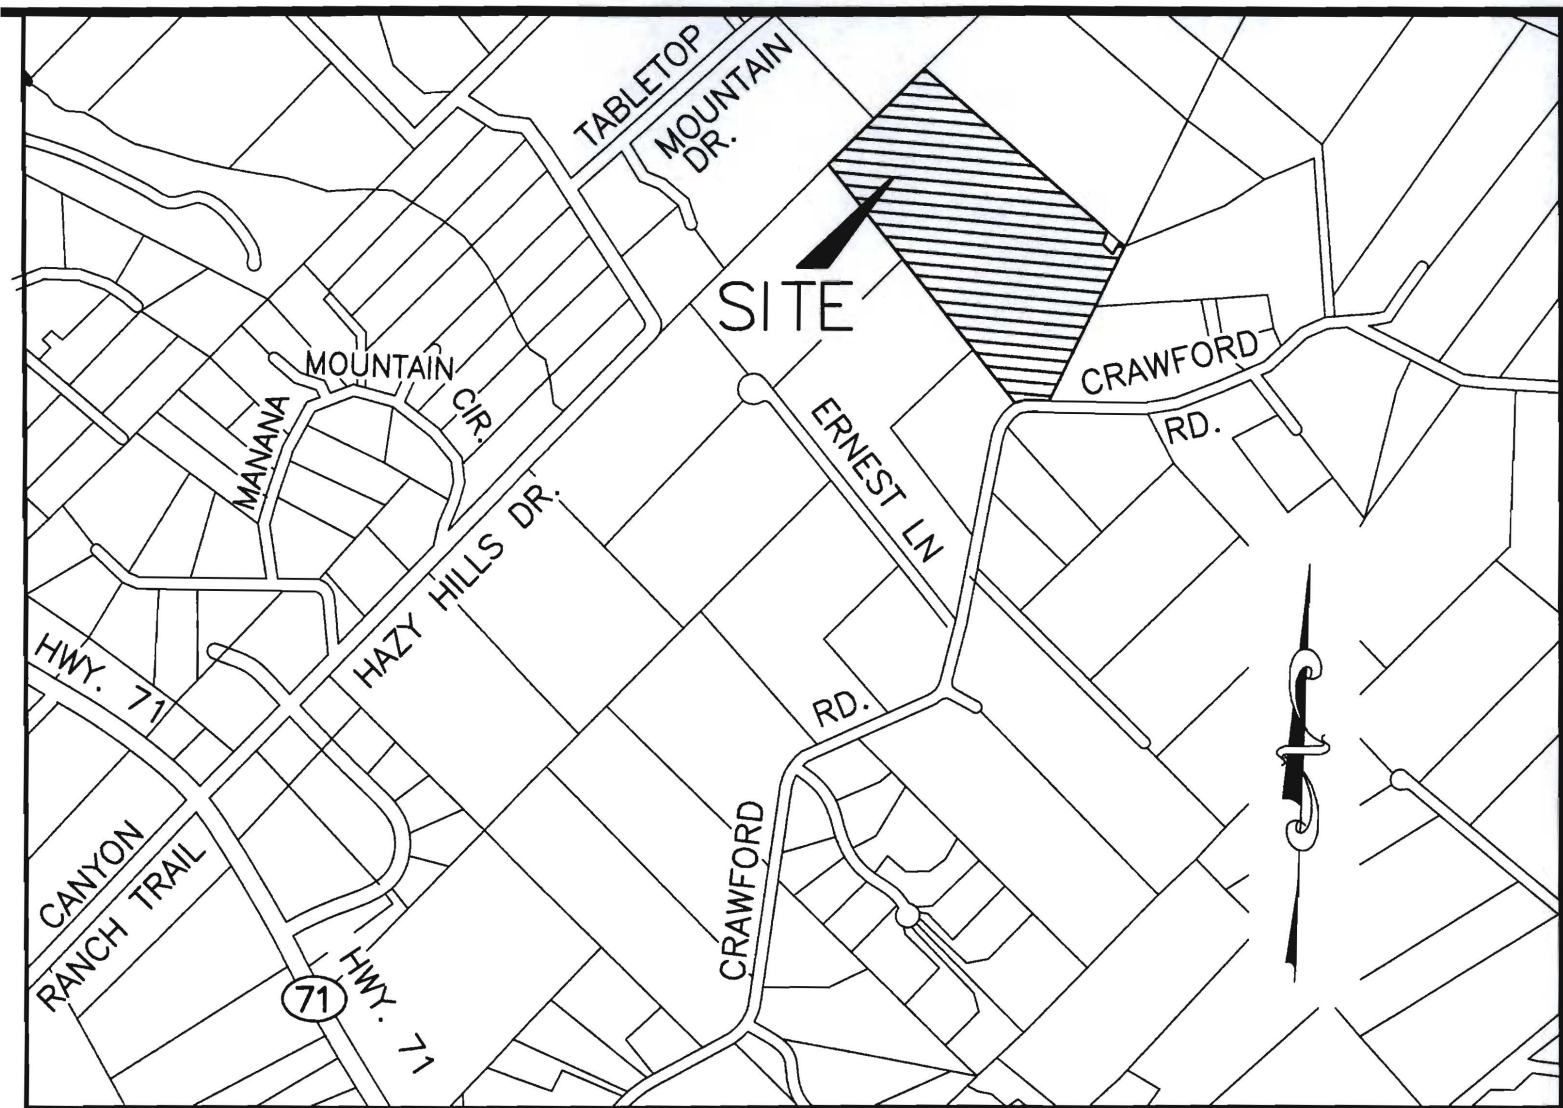 TABLETOP
MOUNTAIN
DR.
SITE
MOUNTAIN
CIR.
MANANA
CRAWFORD
RD.
ERNEST LN
HAZY HILLS DR.
HWY. 71
RD.
CANYON
RANCH TRAIL
CRAWFORD
71
HWY. 71